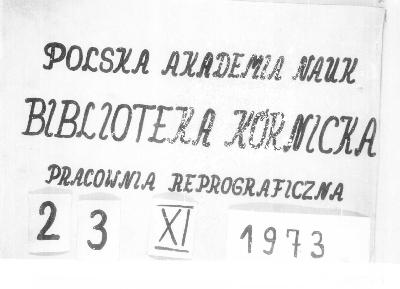 POLSKA AKADEMIA NAUK
BIBLIOTEKA KÓRNICKA
PRACOWNIA REPROGRAFICZNA
23 XI 1973